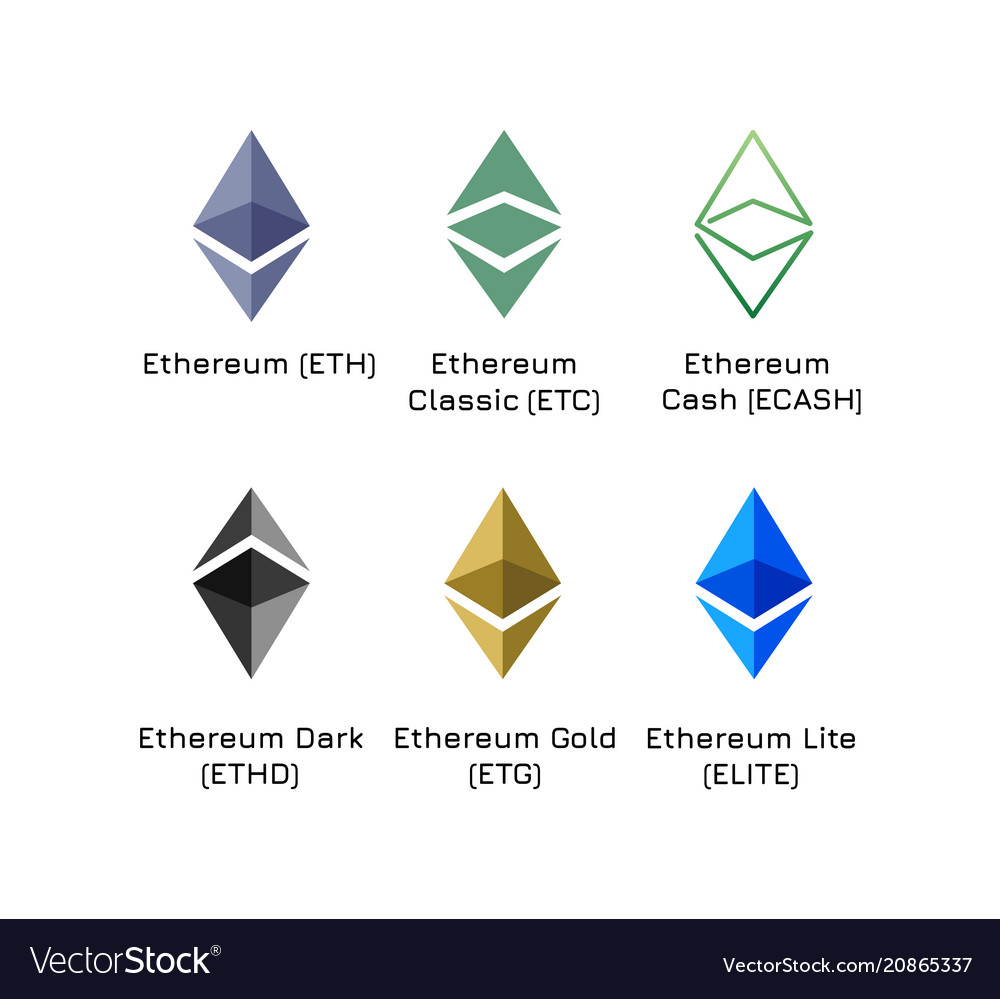 Ethereum (ETH)
Ethereum
Classic (ETC)
Ethereum
Cash [ECASH]
Ethereum Dark
(ETHD)
Ethereum Gold
(ETG)
Ethereum Lite
(ELITE)
VectorStock®
VectorStock.com/20865337